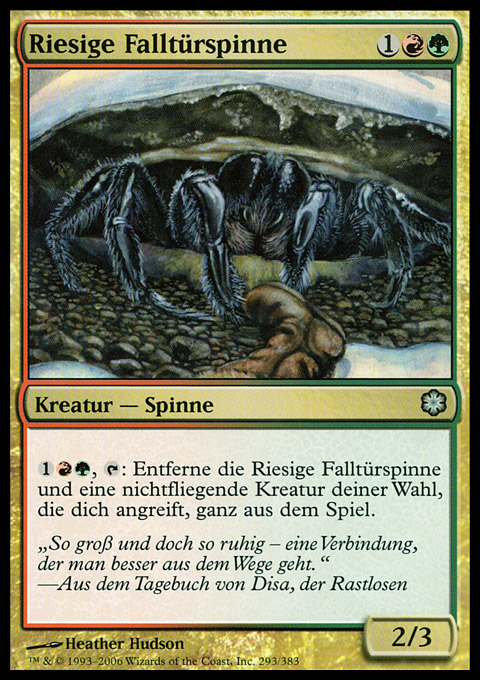 Riesige Falltürspinne 1
Kreatur — Spinne
1, : Entferne die Riesige Falltürspinne
und eine nichtfliegende Kreatur deiner Wahl,
die dich angreift, ganz aus dem Spiel.
„So groß und doch so ruhig – eine Verbindung,
der man besser aus dem Wege geht.“
—Aus dem Tagebuch von Disa, der Rastlosen
2/3
Heather Hudson
™ & © 1993–2006 Wizards of the Coast, Inc. 293/383